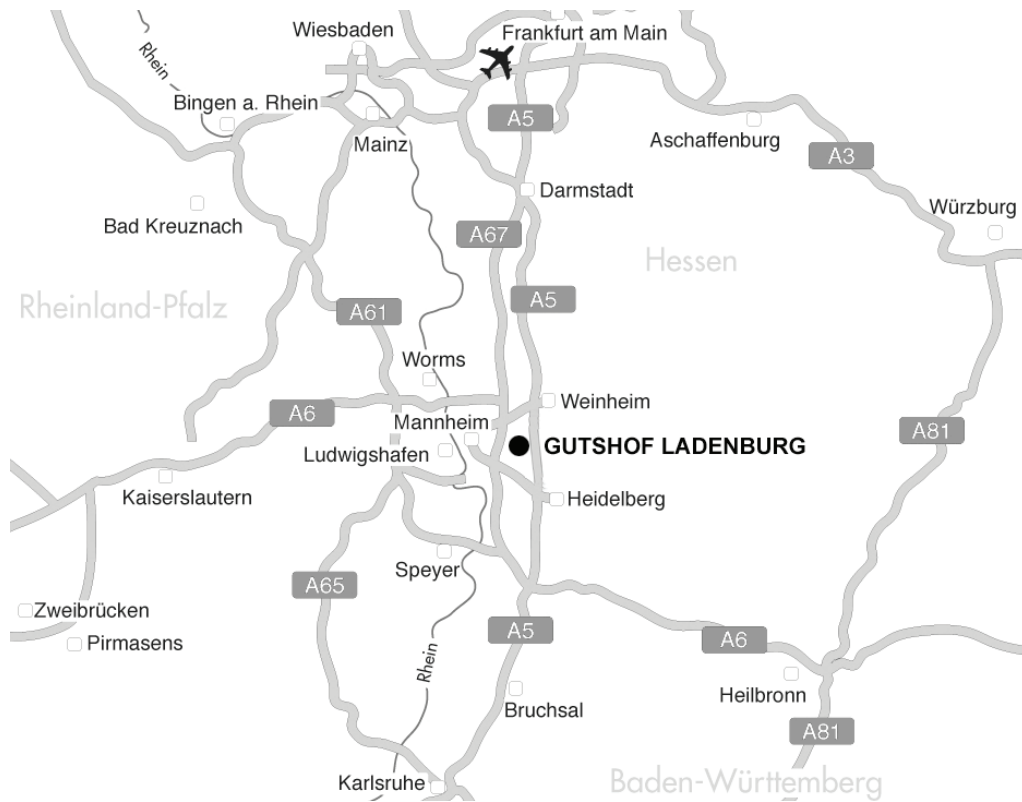 Wiesbaden
Frankfurt am Main
Rhein
Bingen a. Rhein
Mainz
A5
Aschaffenburg
A3
Darmstadt
Bad Kreuznach
Würzburg
A67
Hessen
Rheinland-Pfalz
A61
A5
Worms
Weinheim
A6
Mannheim
A81
Ludwigshafen
GUTSHOF LADENBURG
Kaiserslautern
Heidelberg
Speyer
A65
Zweibrücken
Pirmasens
A5
A6
Rhein
Heilbronn
Bruchsal
A81
Karlsruhe
Baden-Württemberg